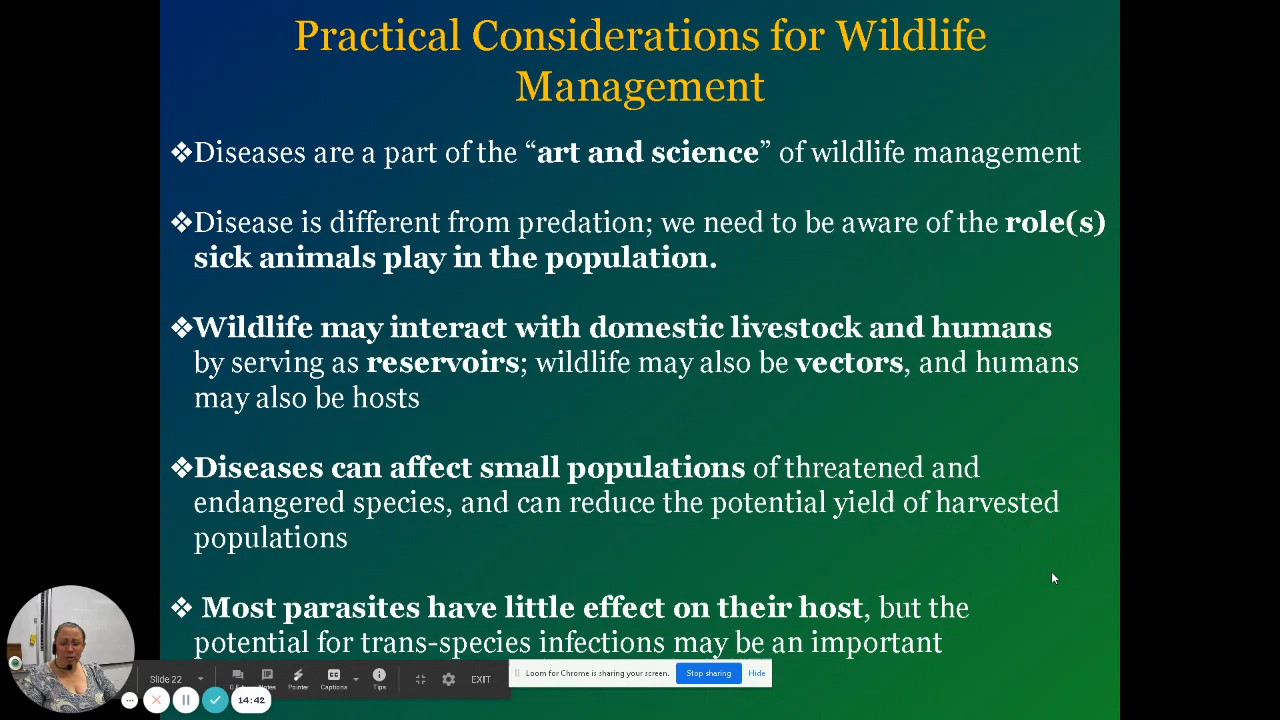 Practical Considerations for Wildlife
Management
❖Diseases are a part of the “art and science” of wildlife management
❖Disease is different from predation; we need to be aware of the role(s)
sick animals play in the population.
❖Wildlife may interact with domestic livestock and humans
by serving as reservoirs; wildlife may also be vectors, and humans
may also be hosts
❖Diseases can affect small populations of threatened and
endangered species, and can reduce the potential yield of harvested
populations
❖ Most parasites have little effect on their host, but the
potential for trans-species infections may be an important
Slide 22
Notes
Pointer
Captions
Tips
EXIT
Loom for Chrome is sharing your screen.
Stop sharing
Hide
14:42